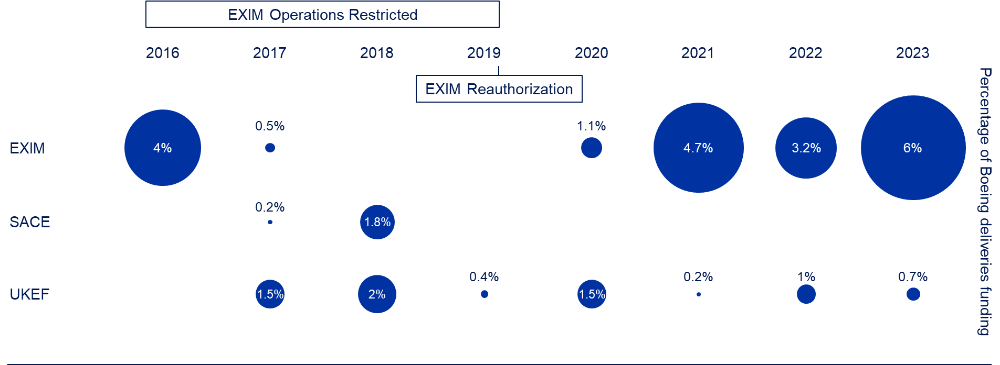 EXIM Operations Restricted
2016 2017 2018 2019 2020 2021 2022 2023
EXIM Reauthorization
0.5% 1.1%
EXIM 4% 4.7% 3.2% 6%
0.2%
SACE 1.8%
0.4% 0.2% 1% 0.7%
UKEF 1.5% 2% 1.5%
Percentage of Boeing deliveries funding